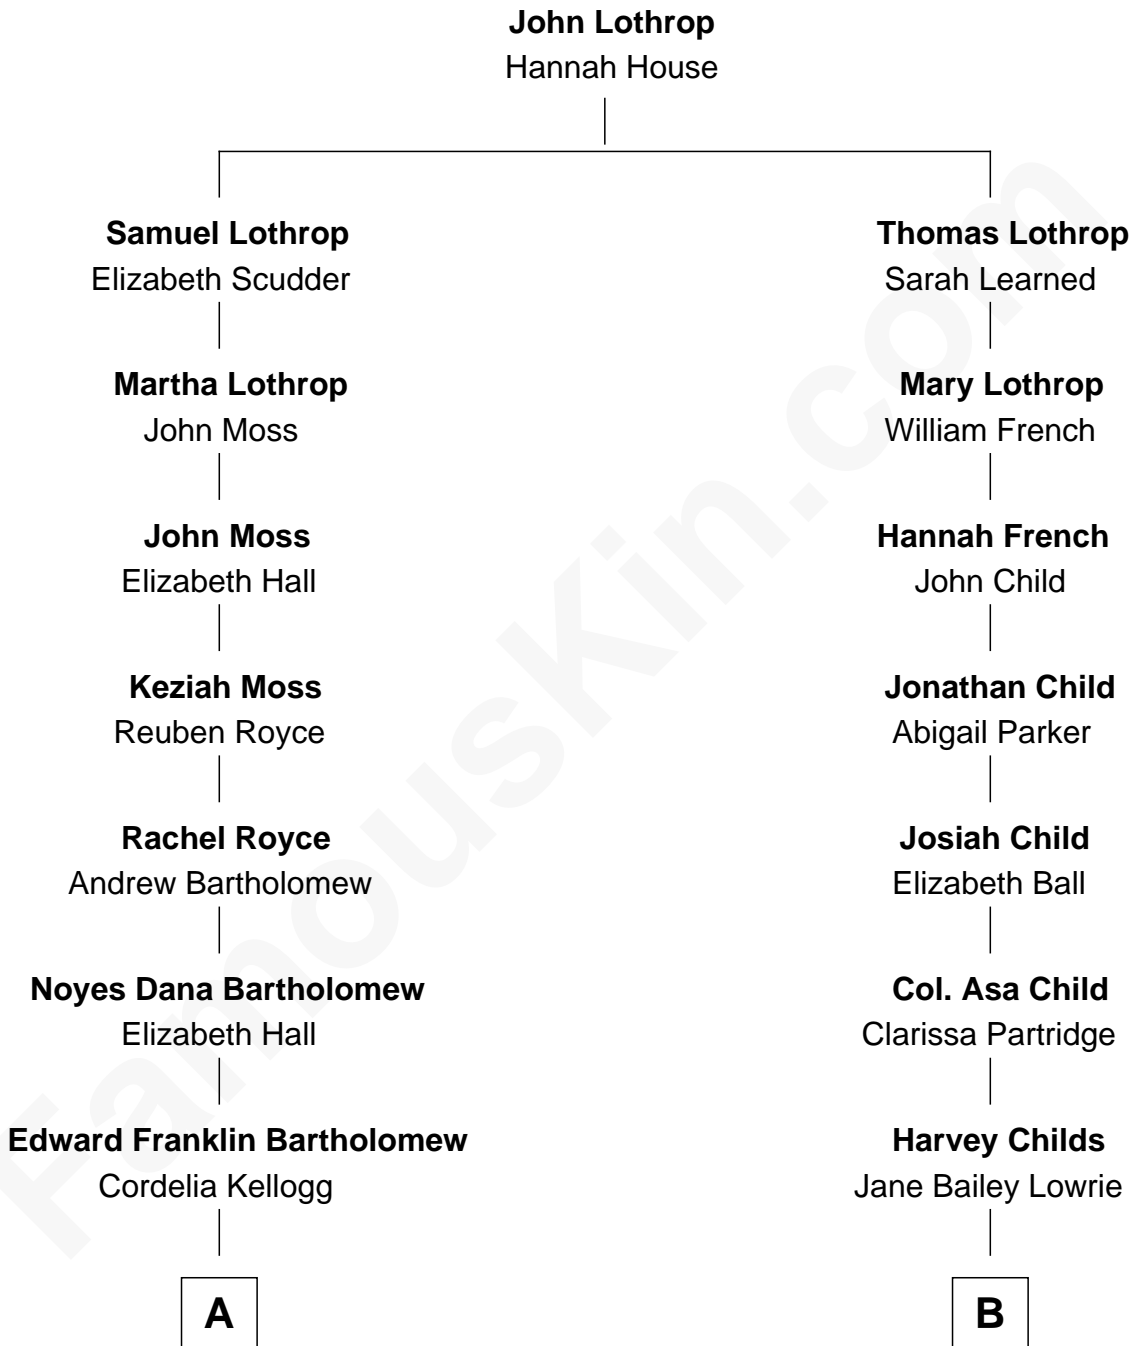 John Lothrop
Hannah House
Samuel Lothrop
Elizabeth Scudder
Thomas Lothrop
Sarah Learned
Martha Lothrop
John Moss
Mary Lothrop
William French
John Moss
Elizabeth Hall
Hannah French
John Child
Keziah Moss
Reuben Royce
Jonathan Child
Abigail Parker
Rachel Royce
Andrew Bartholomew
Josiah Child
Elizabeth Ball
Noyes Dana Bartholomew
Elizabeth Hall
Col. Asa Child
Clarissa Partridge
Edward Franklin Bartholomew
Cordelia Kellogg
Harvey Childs
Jane Bailey Lowrie
A
B
FamousKin.com